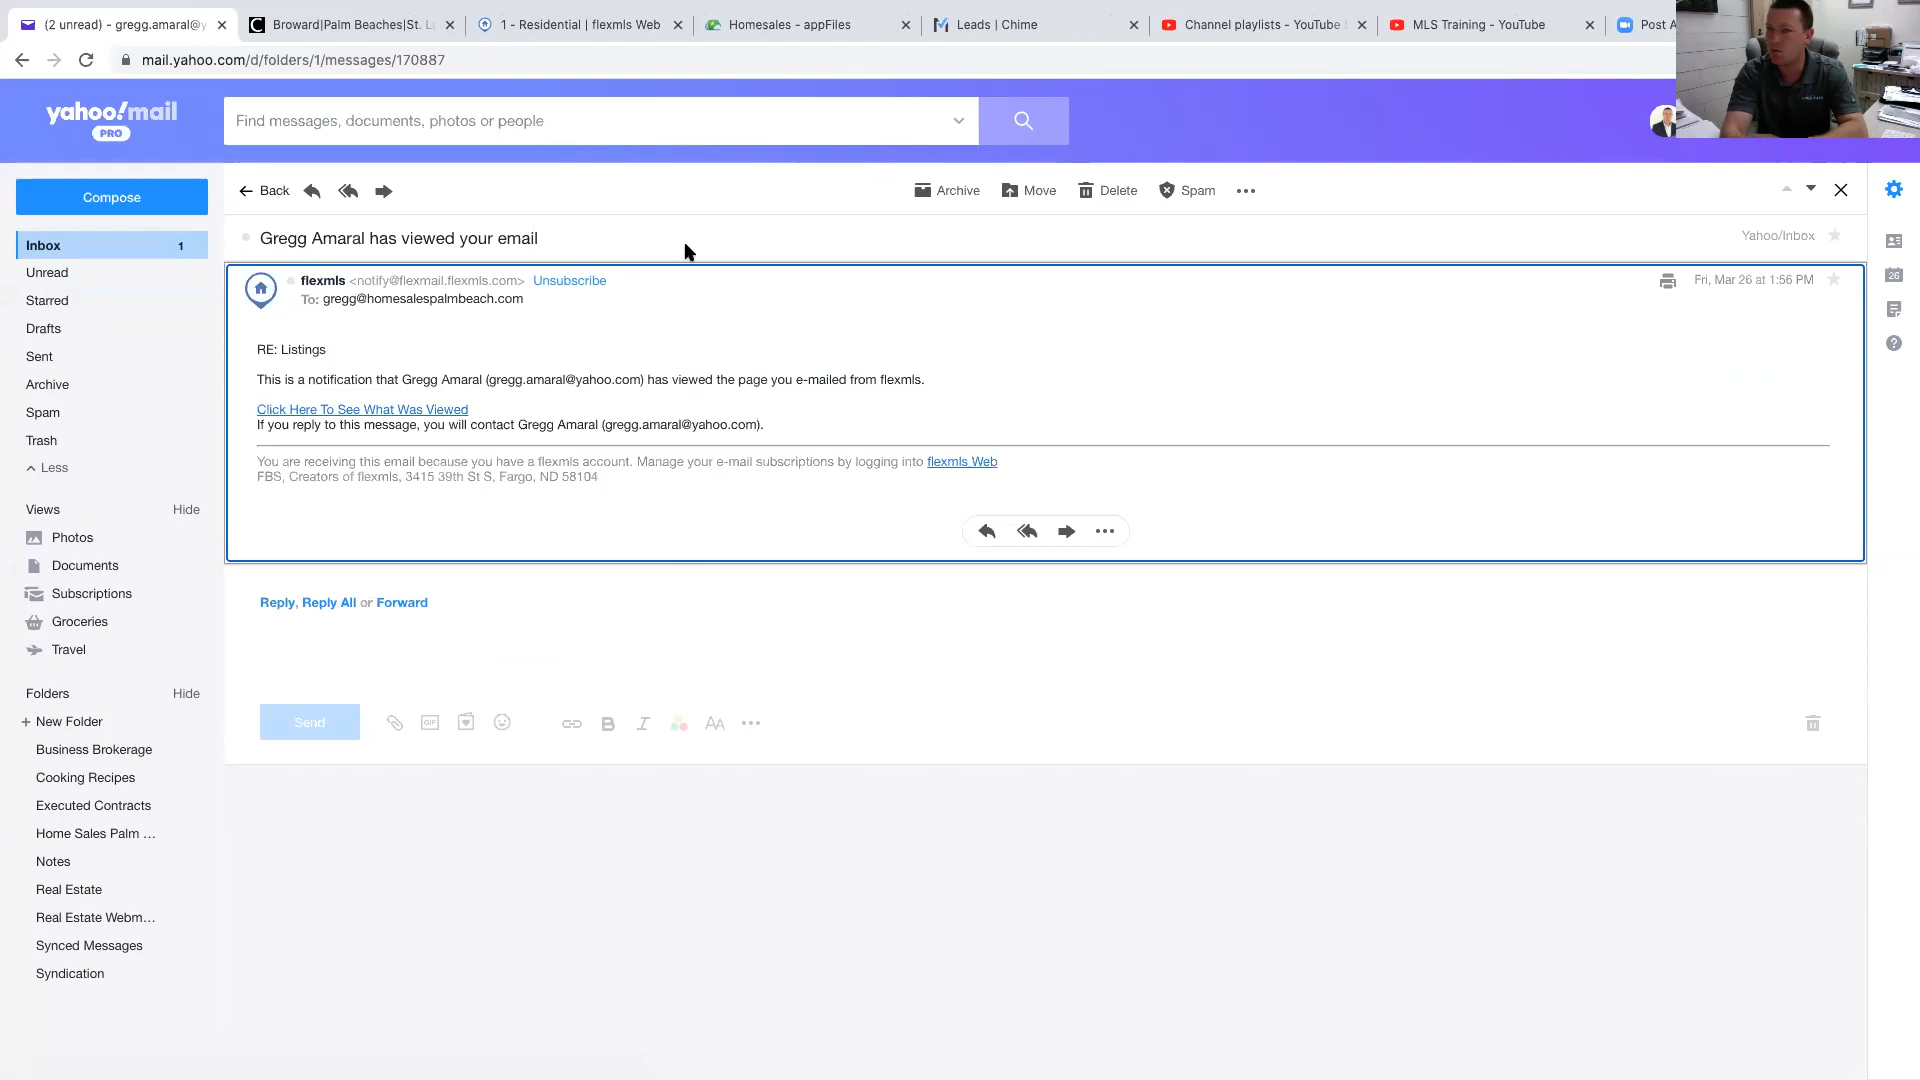 (2 unread) - gregg.amaral@y
Broward|Palm Beaches|St. L
1 - Residential | flexmls Web
Homesales - appFiles
Leads | Chime
Channel playlists - YouTube
MLS Training - YouTube
Post A
mail.yahoo.com/d/folders/1/messages/170887
yahoo!mail
PRO
Find messages, documents, photos or people
Compose
Back
Archive
Move
Delete
Spam
Inbox 1
Unread
Starred
Drafts
Sent
Archive
Spam
Trash
Less
Views Hide
Photos
Documents
Subscriptions
Groceries
Travel
Folders Hide
+ New Folder
Business Brokerage
Cooking Recipes
Executed Contracts
Home Sales Palm ...
Notes
Real Estate
Real Estate Webm...
Synced Messages
Syndication
Gregg Amaral has viewed your email
Yahoo/Inbox
flexmls <notify@flexmail.flexmls.com> Unsubscribe
Fri, Mar 26 at 1:56 PM
To: gregg@homesalespalmbeach.com
RE: Listings
This is a notification that Gregg Amaral (gregg.amaral@yahoo.com) has viewed the page you e-mailed from flexmls.
Click Here To See What Was Viewed
If you reply to this message, you will contact Gregg Amaral (gregg.amaral@yahoo.com).
You are receiving this email because you have a flexmls account. Manage your e-mail subscriptions by logging into flexmls Web
FBS, Creators of flexmls, 3415 39th St S, Fargo, ND 58104
Reply, Reply All or Forward
Send
GIF
B
I
AA
26